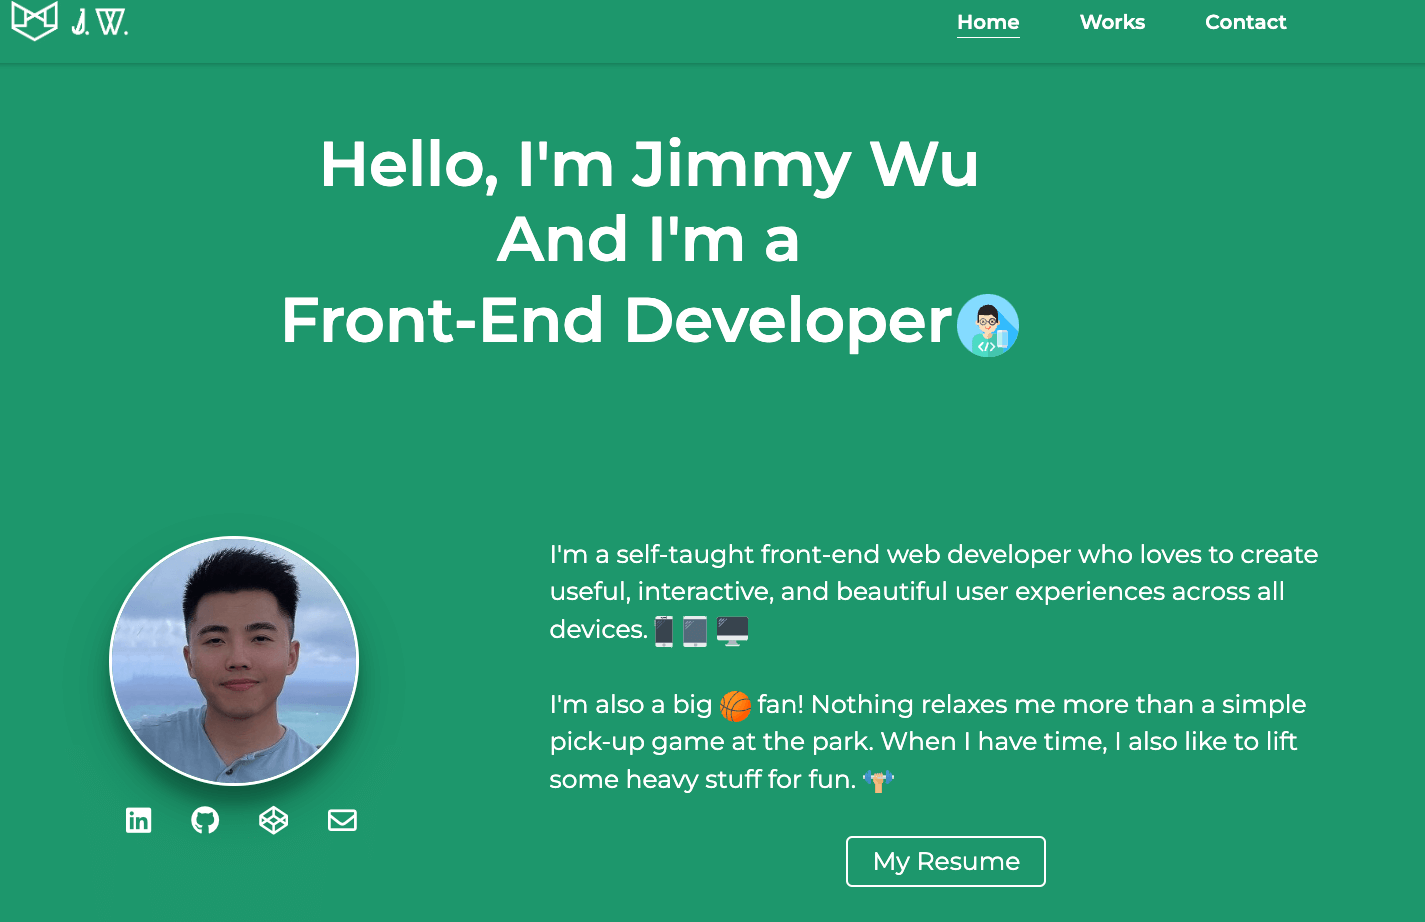 J. W.
Home Works Contact
Hello, I'm Jimmy Wu
And I'm a
Front-End Developer
I'm a self-taught front-end web developer who loves to create
useful, interactive, and beautiful user experiences across all
devices.
I'm also a big fan! Nothing relaxes me more than a simple
pick-up game at the park. When I have time, I also like to lift
some heavy stuff for fun.
in
My Resume